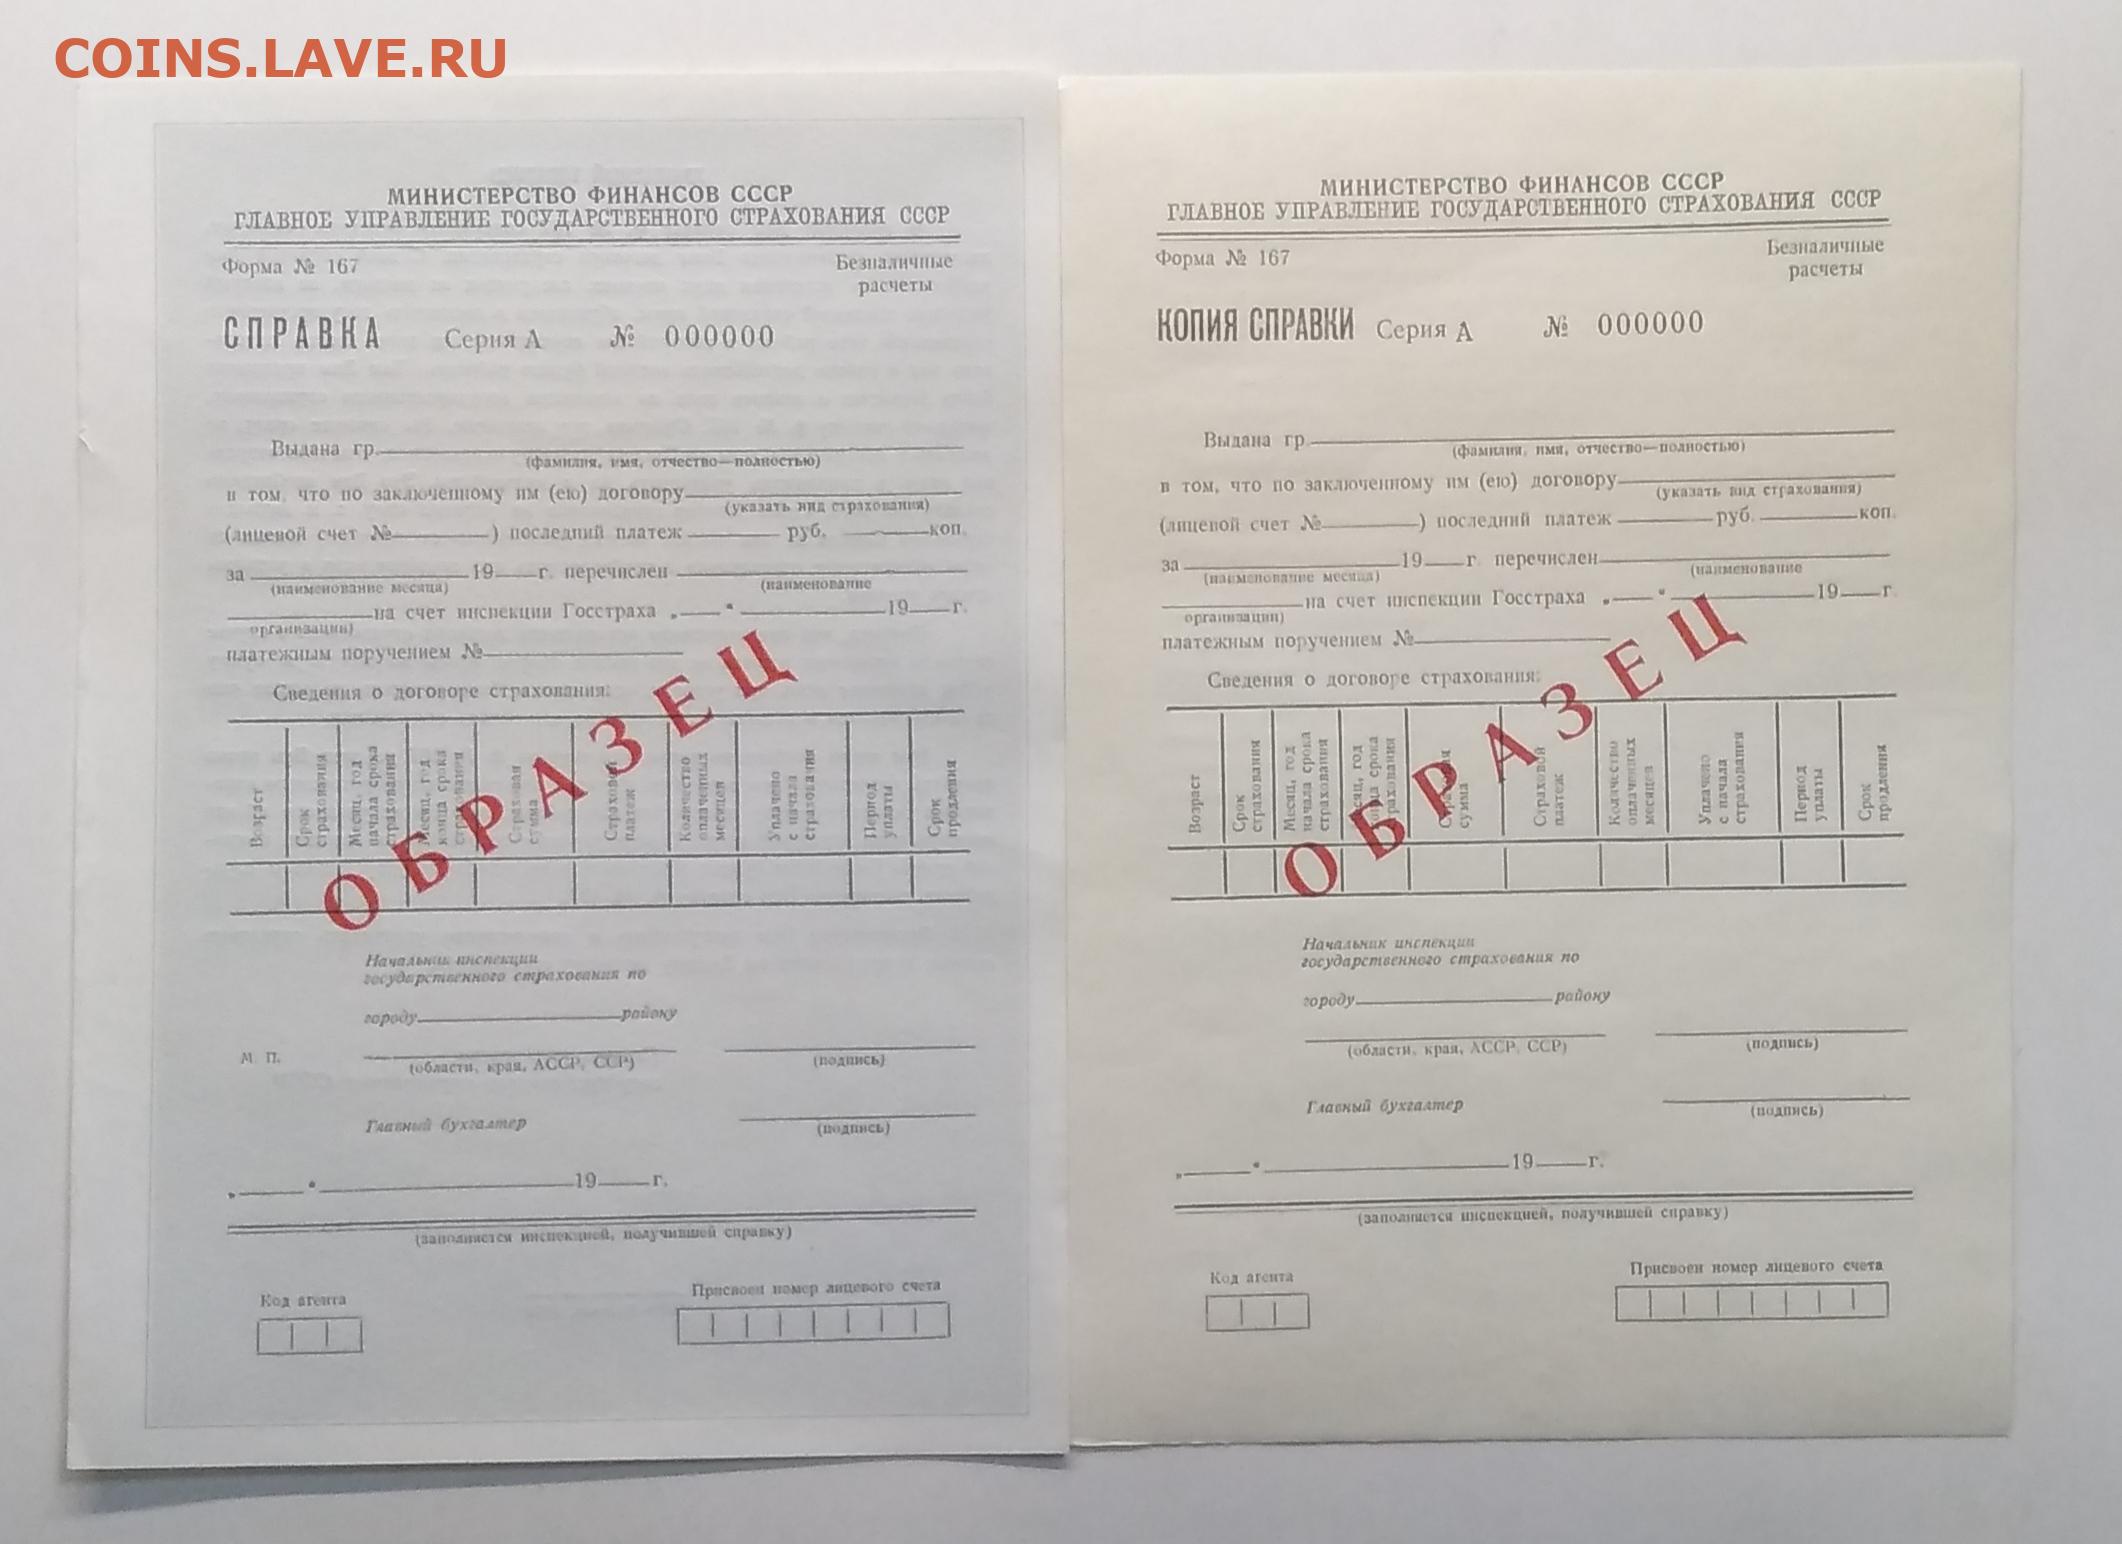 COINS.LAVE.RU
МИНИСТЕРСТВО ФИНАНСОВ СССР
ГЛАВНОЕ УПРАВЛЕНИЕ ГОСУДАРСТВЕННОГО СТРАХОВАНИЯ СССР
Форма № 167
Безналичные
расчеты
СПРАВКА Серия А № 000000
Выдана гр.
(фамилия, имя, отчество—полностью)
в том, что по заключенному им (ею) договору
(указать вид страхования)
(лицевой счет № ) последний платеж руб. коп.
за 19 г. перечислен
(наименование месяца) (наименование
на счет инспекции Госстраха „ “ 19 г.
организации)
платежным поручением №
Сведения о договоре страхования:
Возраст
Срок
страхования
Месяц, год
начала срока
страхования
Месяц, год
конца срока
страхования
Страховая
сумма
Страховой
платеж
Количество
оплаченных
месяцев
Уплачено
с начала
страхования
Период
уплаты
Срок
продления
ОБРАЗЕЦ
Начальник инспекции
государственного страхования по
городу району
М. П.
(области, края, АССР, ССР) (подпись)
Главный бухгалтер
(подпись)
„ “ 19 г.
(заполняется инспекцией, получившей справку)
Код агента Присвоен номер лицевого счета
МИНИСТЕРСТВО ФИНАНСОВ СССР
ГЛАВНОЕ УПРАВЛЕНИЕ ГОСУДАРСТВЕННОГО СТРАХОВАНИЯ СССР
Форма № 167
Безналичные
расчеты
КОПИЯ СПРАВКИ Серия А № 000000
Выдана гр.
(фамилия, имя, отчество—полностью)
в том, что по заключенному им (ею) договору
(указать вид страхования)
(лицевой счет № ) последний платеж руб. коп.
за 19 г. перечислен
(наименование месяца) (наименование
на счет инспекции Госстраха „ “ 19 г.
организации)
платежным поручением №
Сведения о договоре страхования:
Возраст
Срок
страхования
Месяц, год
начала срока
страхования
Месяц, год
конца срока
страхования
Страховая
сумма
Страховой
платеж
Количество
оплаченных
месяцев
Уплачено
с начала
страхования
Период
уплаты
Срок
продления
ОБРАЗЕЦ
Начальник инспекции
государственного страхования по
городу району
(области, края, АССР, ССР) (подпись)
Главный бухгалтер
(подпись)
„ “ 19 г.
(заполняется инспекцией, получившей справку)
Код агента Присвоен номер лицевого счета